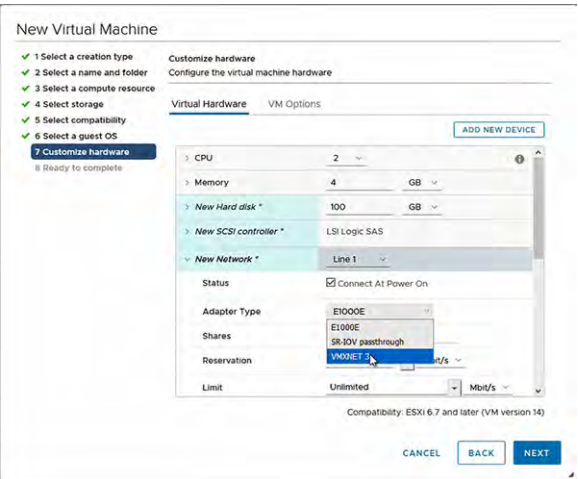 New Virtual Machine
1 Select a creation type
2 Select a name and folder
3 Select a compute resource
4 Select storage
5 Select compatibility
6 Select a guest OS
7 Customize hardware
8 Ready to complete
Customize hardware
Configure the virtual machine hardware
Virtual Hardware VM Options
ADD NEW DEVICE
CPU 2
Memory 4 GB
New Hard disk * 100 GB
New SCSI controller * LSI Logic SAS
New Network * Line 1
Status Connect At Power On
Adapter Type E1000E
E1000E
Shares SR-IOV passthrough
VMXNET 3
Reservation it/s
Limit Unlimited Mbit/s
Compatibility: ESXi 6.7 and later (VM version 14)
CANCEL BACK NEXT